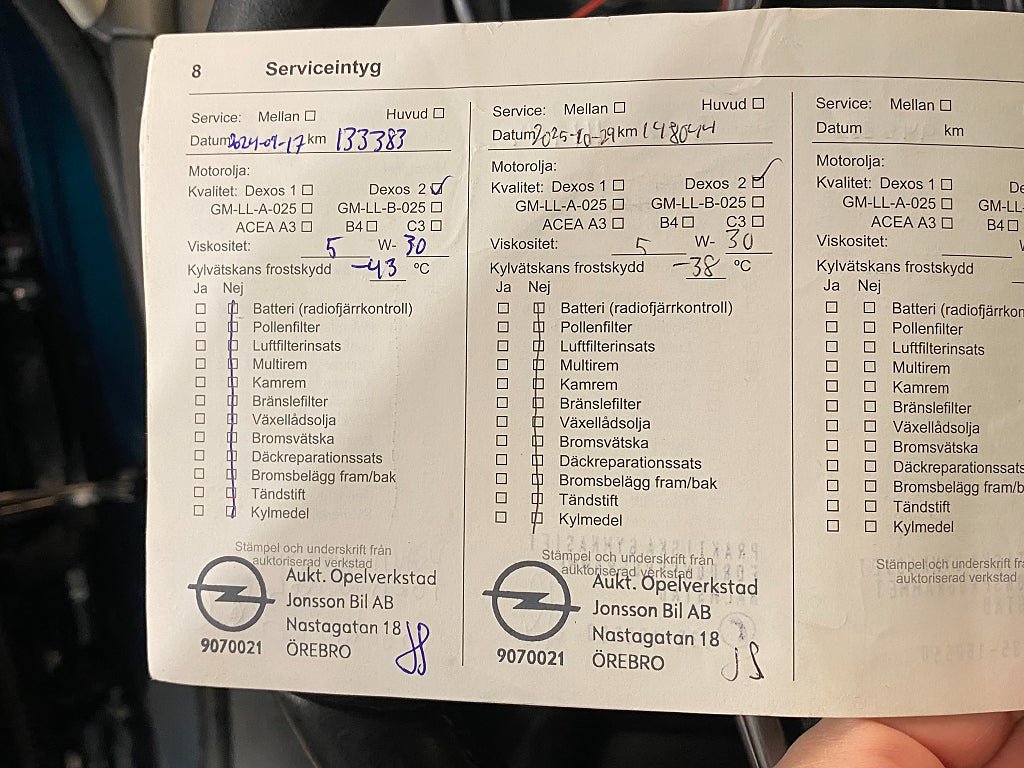 8 Serviceintyg
Service: Mellan ☐ Huvud ☐
Datum 2024-09-17 km 133383
Motorolja:
Kvalitet: Dexos 1 ☐ Dexos 2 ☑
GM-LL-A-025 ☐ GM-LL-B-025 ☐
ACEA A3 ☐ B4 ☐ C3 ☐
Viskositet: 5 W- 30
Kylvätskans frostskydd -43 °C
Ja Nej
Batteri (radiofjärrkontroll)
Pollenfilter
Luftfilterinsats
Multirem
Kamrem
Bränslefilter
Växellådsolja
Bromsvätska
Däckreparationssats
Bromsbelägg fram/bak
Tändstift
Kylmedel
Stämpel och underskrift från
auktoriserad verkstad
Aukt. Opelverkstad
Jonsson Bil AB
Nastagatan 18
9070021 ÖREBRO
Service: Mellan ☐ Huvud ☐
Datum 2025-10-29 km 148044
Motorolja:
Kvalitet: Dexos 1 ☐ Dexos 2 ☑
GM-LL-A-025 ☐ GM-LL-B-025 ☐
ACEA A3 ☐ B4 ☐ C3 ☐
Viskositet: 5 W- 30
Kylvätskans frostskydd -38 °C
Ja Nej
Batteri (radiofjärrkontroll)
Pollenfilter
Luftfilterinsats
Multirem
Kamrem
Bränslefilter
Växellådsolja
Bromsvätska
Däckreparationssats
Bromsbelägg fram/bak
Tändstift
Kylmedel
Stämpel och underskrift från
auktoriserad verkstad
Aukt. Opelverkstad
Jonsson Bil AB
Nastagatan 18
9070021 ÖREBRO
Service: Mellan ☐
Datum km
Motorolja:
Kvalitet: Dexos 1 ☐ De
GM-LL-A-025 ☐ GM-LL
ACEA A3 ☐ B4 ☐
Viskositet:
Kylvätskans frostskydd
Ja Nej
Batteri (radiofjärrkon
Pollenfilter
Luftfilterinsats
Multirem
Kamrem
Bränslefilter
Växellådsolja
Bromsvätska
Däckreparationssats
Bromsbelägg fram/b
Tändstift
Kylmedel
Stämpel och underskrift fr
auktoriserad verkstad